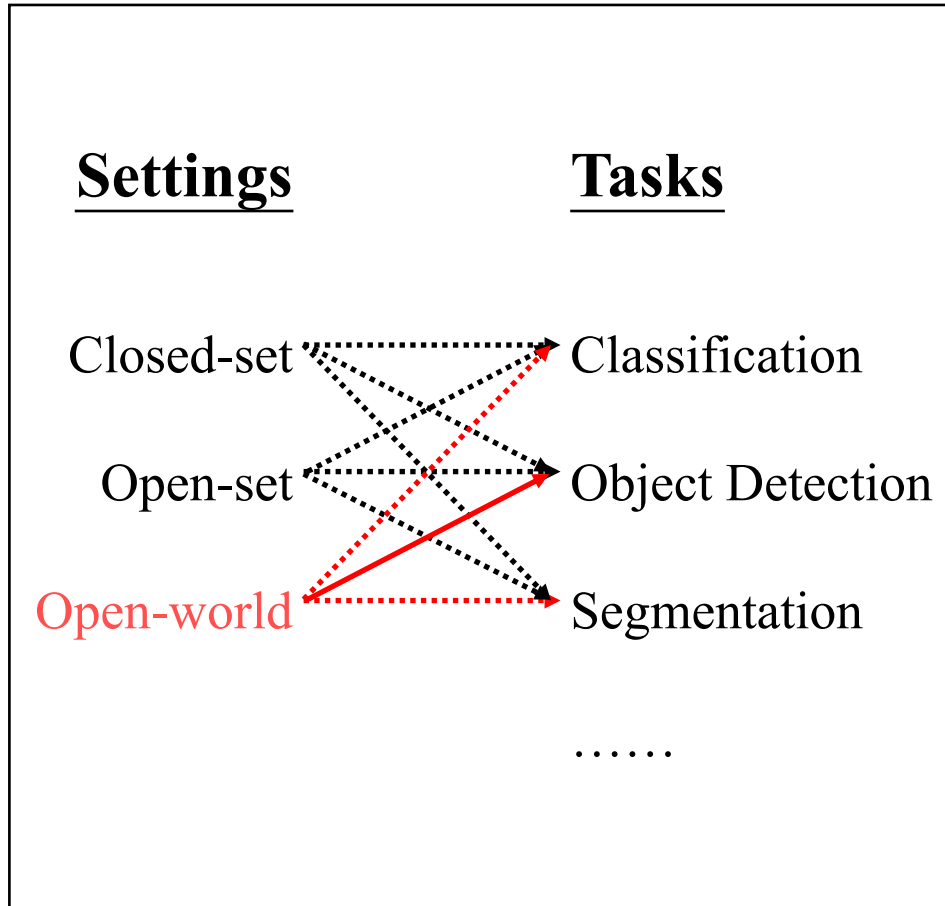 Settings
Tasks
Closed-set
Classification
Open-set
Object Detection
Open-world
Segmentation
……